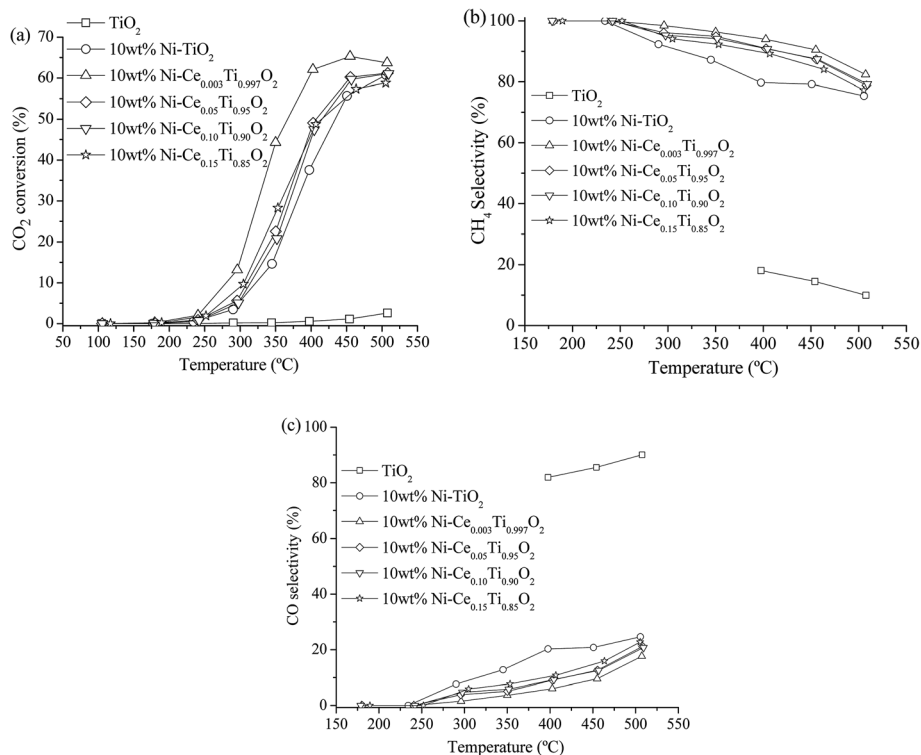 (a)
TiO2
10wt% Ni-TiO2
10wt% Ni-Ce0.003Ti0.997O2
10wt% Ni-Ce0.05Ti0.95O2
10wt% Ni-Ce0.10Ti0.90O2
10wt% Ni-Ce0.15Ti0.85O2
CO2 conversion (%)
70
60
50
40
30
20
10
0
50 100 150 200 250 300 350 400 450 500 550
Temperature (ºC)
(b)
TiO2
10wt% Ni-TiO2
10wt% Ni-Ce0.003Ti0.997O2
10wt% Ni-Ce0.05Ti0.95O2
10wt% Ni-Ce0.10Ti0.90O2
10wt% Ni-Ce0.15Ti0.85O2
CH4 Selectivity (%)
100
80
60
40
20
0
150 200 250 300 350 400 450 500 550
Temperature (ºC)
(c)
TiO2
10wt% Ni-TiO2
10wt% Ni-Ce0.003Ti0.997O2
10wt% Ni-Ce0.05Ti0.95O2
10wt% Ni-Ce0.10Ti0.90O2
10wt% Ni-Ce0.15Ti0.85O2
CO selectivity (%)
100
80
60
40
20
0
150 200 250 300 350 400 450 500 550
Temperature (ºC)